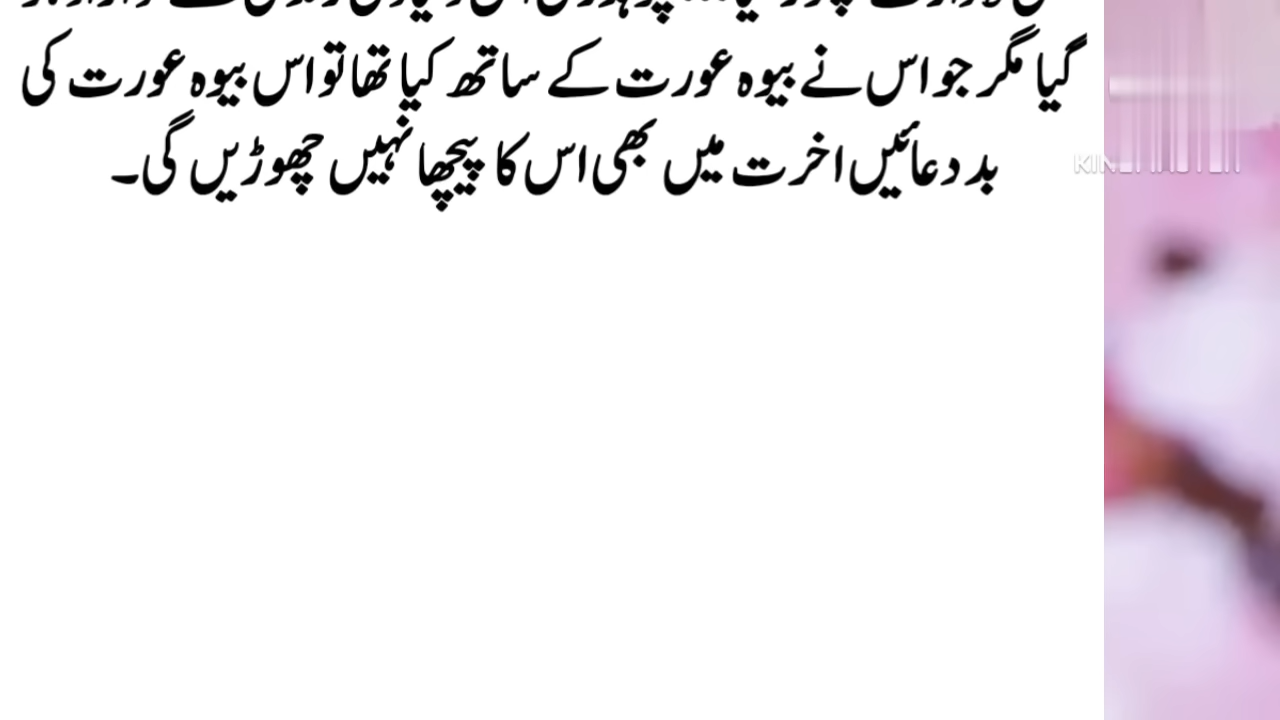 گیا مگر جو اس نے بیوہ عورت کے ساتھ کیا تھا تو اس بیوہ عورت کی
بد دعائیں اخرت میں بھی اس کا پیچھا نہیں چھوڑیں گی۔
KINEMASTER